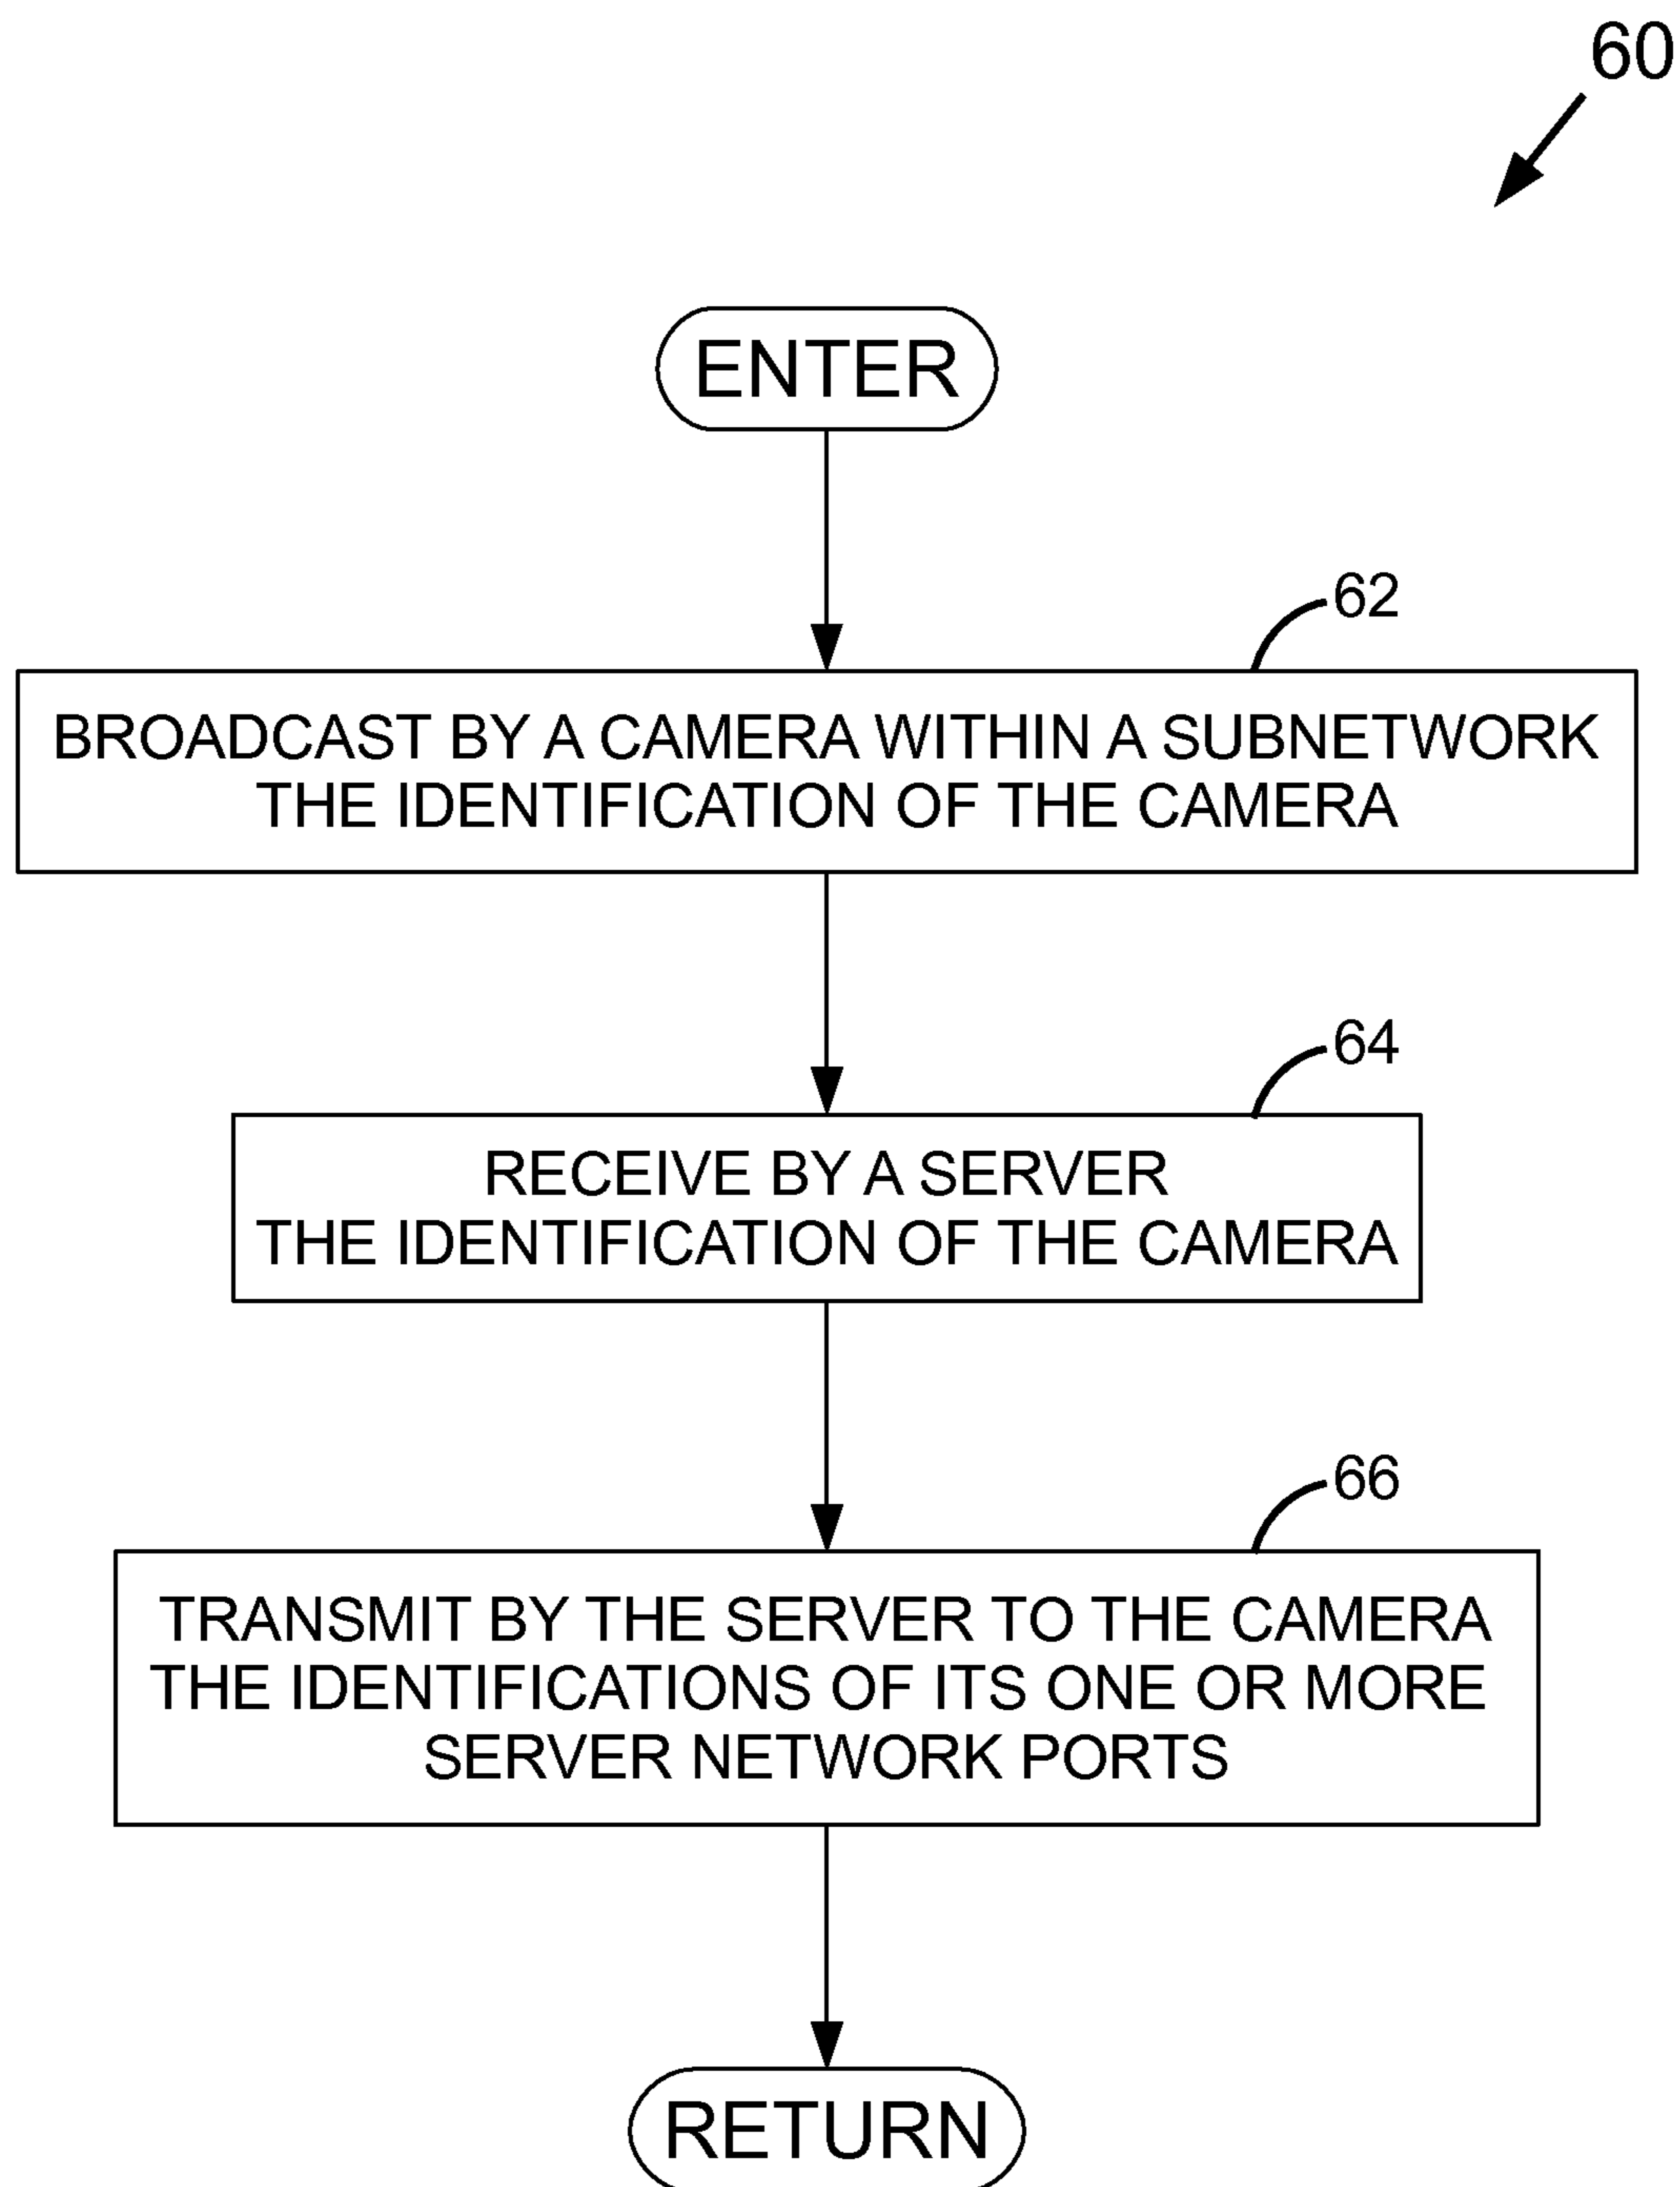 60
ENTER
62
BROADCAST BY A CAMERA WITHIN A SUBNETWORK
THE IDENTIFICATION OF THE CAMERA
64
RECEIVE BY A SERVER
THE IDENTIFICATION OF THE CAMERA
66
TRANSMIT BY THE SERVER TO THE CAMERA
THE IDENTIFICATIONS OF ITS ONE OR MORE
SERVER NETWORK PORTS
RETURN